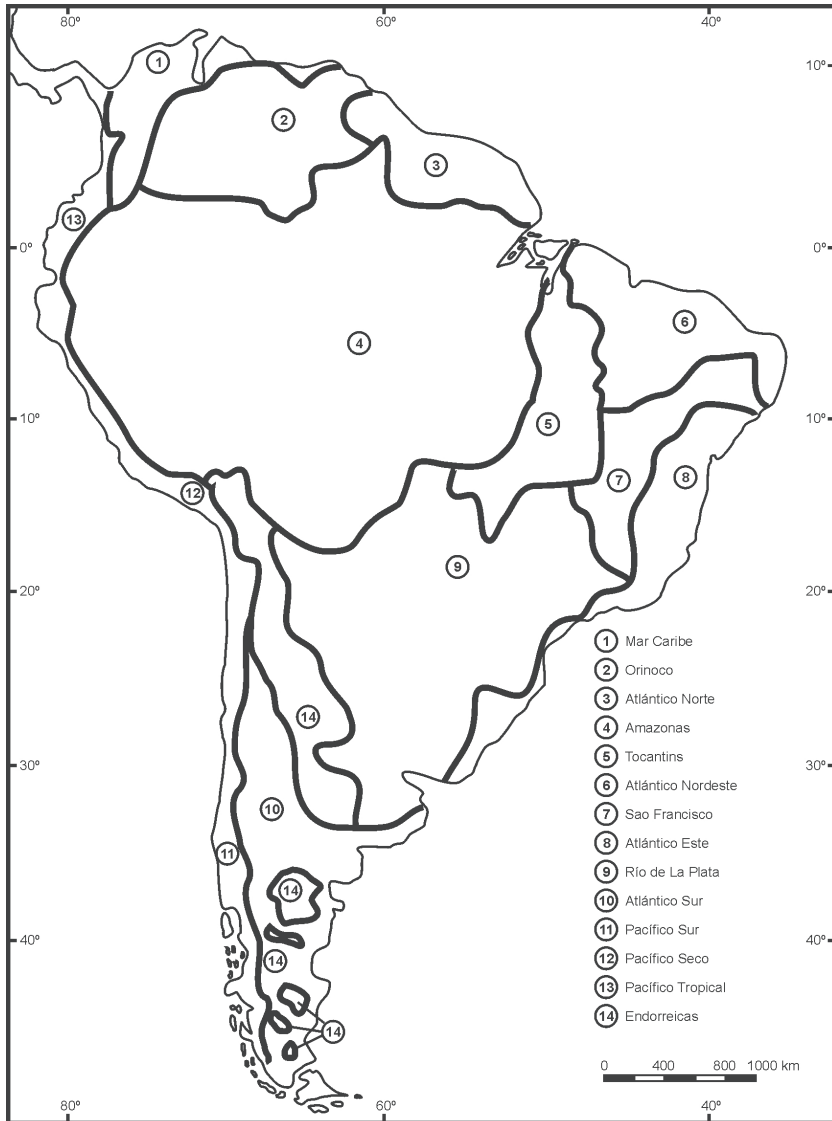 80º 60º 40º
1
10º
2
3
10º
13
0º
0º
6
4
10º
5
10º
7
8
12
9
20º
20º
1 Mar Caribe
2 Orinoco
3 Atlántico Norte
14
4 Amazonas
5 Tocantins
30º
30º
6 Atlántico Nordeste
10
7 Sao Francisco
8 Atlántico Este
11
9 Río de La Plata
14
10 Atlántico Sur
11 Pacífico Sur
40º
40º
14
12 Pacífico Seco
13 Pacífico Tropical
14
14 Endorreicas
0 400 800 1000 km
80º 60º 40º